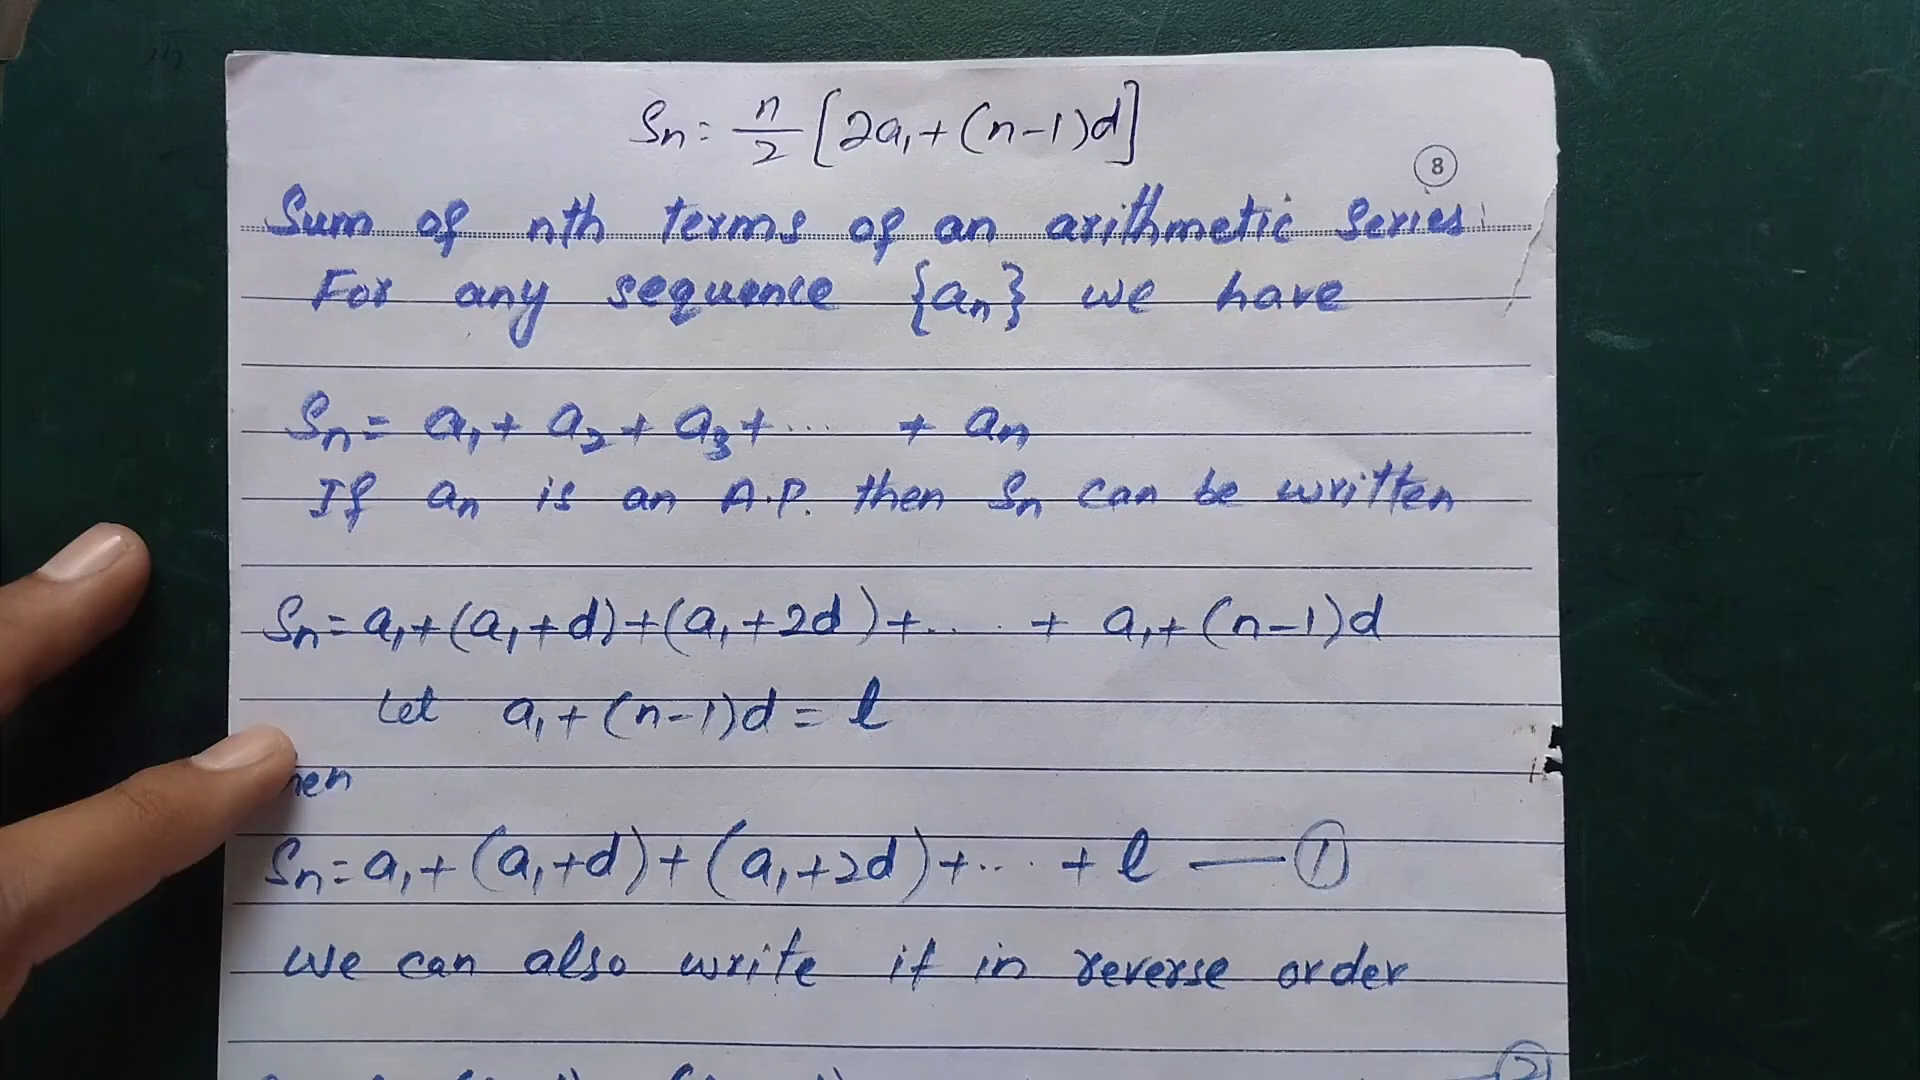 Sn = n/2 [2a₁ + (n-1)d]
8
Sum of nth terms of an arithmetic series:
For any sequence {aₙ} we have
Sn = a₁ + a₂ + a₃ + ... + aₙ
If aₙ is an A.P. then Sn can be written
Sn = a₁ + (a₁ + d) + (a₁ + 2d) + .... + a₁ + (n-1)d
Let a₁ + (n-1)d = l
hen
Sn = a₁ + (a₁+d) + (a₁+2d) + ... + l — ①
We can also write it in reverse order
②